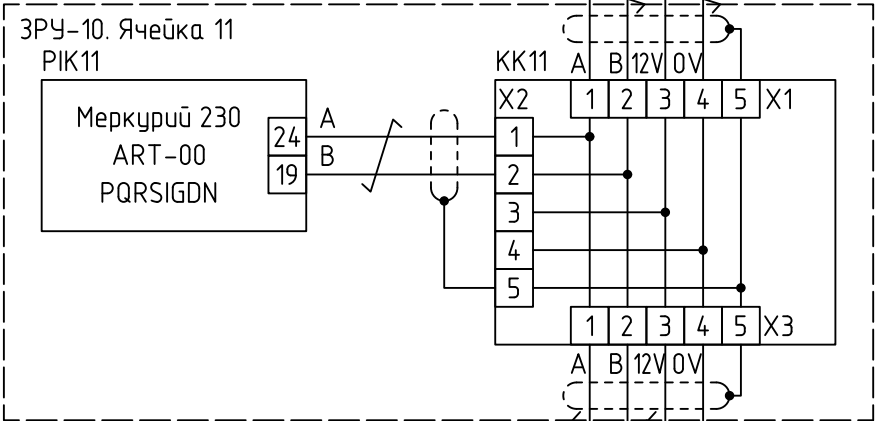 ЗРУ-10. Ячейка 11
PIK11
KK11
A B 12V 0V
X2
1 2 3 4 5 X1
Меркурий 230
ART-00
PQRSIGDN
24 A
19 B
1
2
3
4
5
1 2 3 4 5 X3
A B 12V 0V